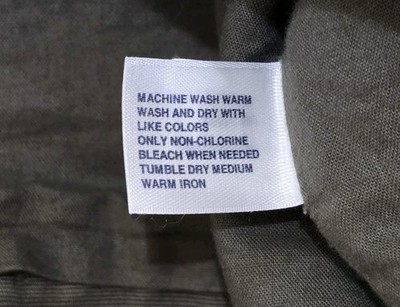 MACHINE WASH WARM
WASH AND DRY WITH
LIKE COLORS
ONLY NON-CHLORINE
BLEACH WHEN NEEDED
TUMBLE DRY MEDIUM
WARM IRON